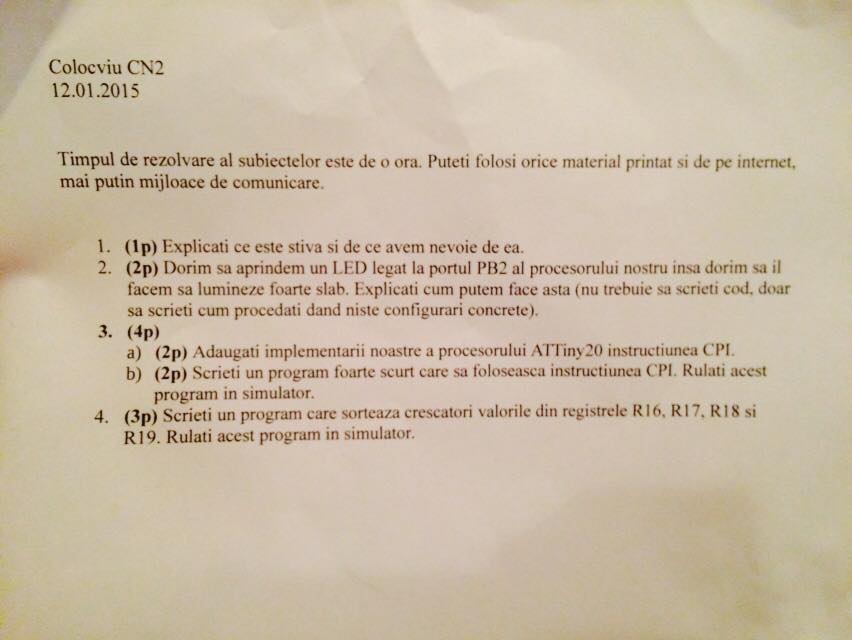 Colocviu CN2
12.01.2015
Timpul de rezolvare al subiectelor este de o ora. Puteti folosi orice material printat si de pe internet,
mai putin mijloace de comunicare.
1. (1p) Explicati ce este stiva si de ce avem nevoie de ea.
2. (2p) Dorim sa aprindem un LED legat la portul PB2 al procesorului nostru insa dorim sa il
facem sa lumineze foarte slab. Explicati cum putem face asta (nu trebuie sa scrieti cod, doar
sa scrieti cum procedati dand niste configurari concrete).
3. (4p)
a) (2p) Adaugati implementarii noastre a procesorului ATTiny20 instructiunea CPI.
b) (2p) Scrieti un program foarte scurt care sa foloseasca instructiunea CPI. Rulati acest
program in simulator.
4. (3p) Scrieti un program care sorteaza crescatori valorile din registrele R16, R17, R18 si
R19. Rulati acest program in simulator.